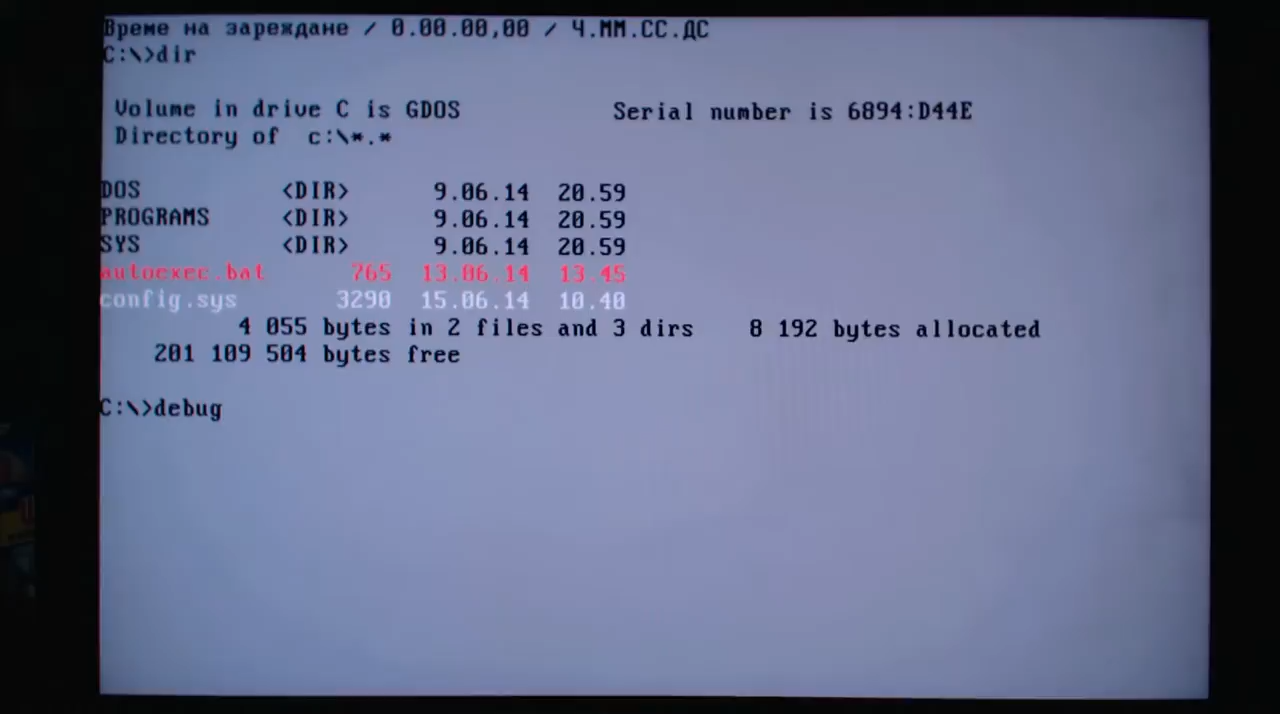 Време на зареждане / 0.00.00,00 / Ч.ММ.СС.ДС
C:\>dir
Volume in drive C is GDOS Serial number is 6894:D44E
Directory of c:\*.*
DOS <DIR> 9.06.14 20.59
PROGRAMS <DIR> 9.06.14 20.59
SYS <DIR> 9.06.14 20.59
autoexec.bat 765 13.06.14 13.45
config.sys 3290 15.06.14 10.40
4 055 bytes in 2 files and 3 dirs 8 192 bytes allocated
201 109 504 bytes free
C:\>debug